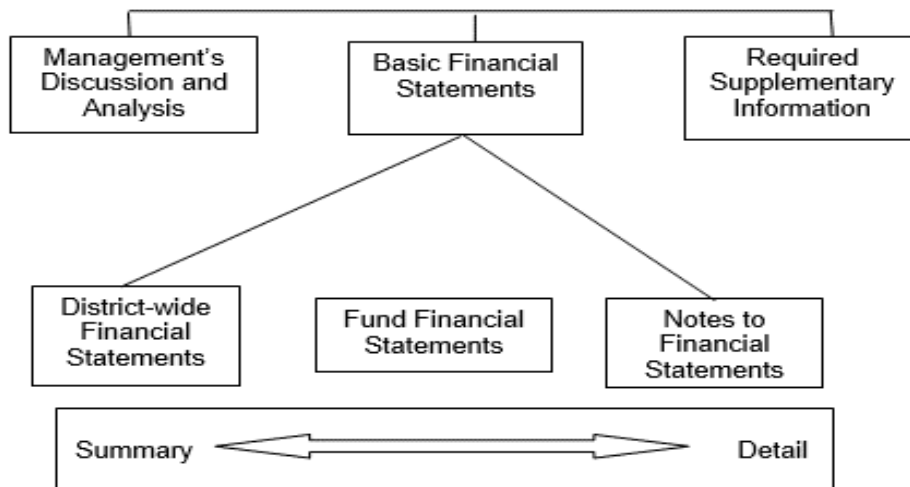 Management's
Discussion and
Analysis
Basic Financial
Statements
Required
Supplementary
Information
District-wide
Financial
Statements
Fund Financial
Statements
Notes to
Financial
Statements
Summary
Detail